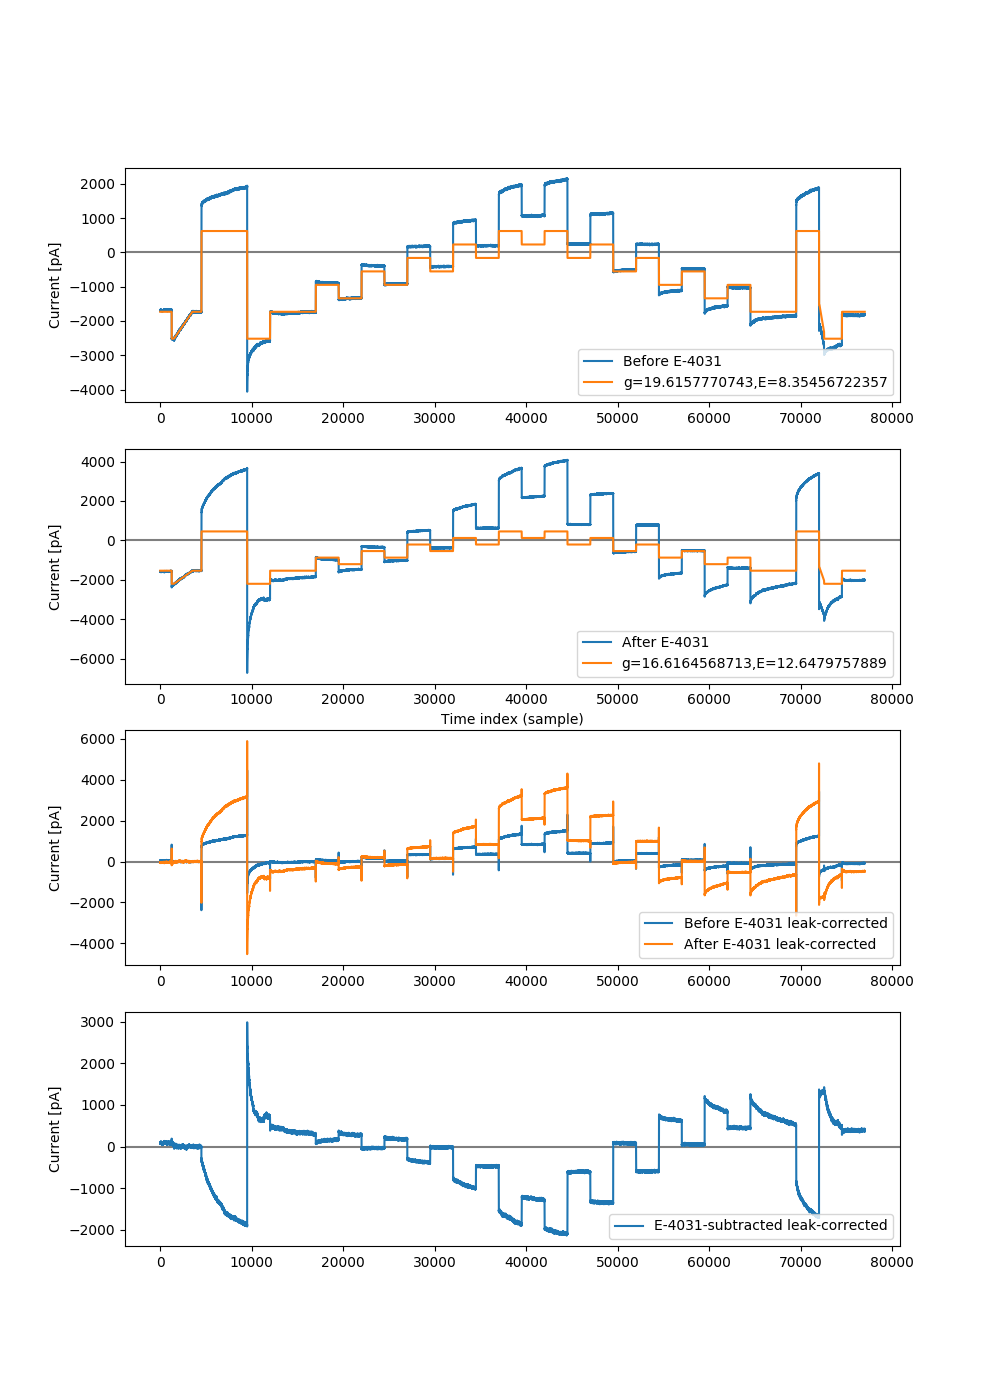 2000
1000
0
−1000
−2000
−3000
−4000
Current [pA]
Before E-4031
g=19.6157770743,E=8.35456722357
0 10000 20000 30000 40000 50000 60000 70000 80000
4000
2000
0
−2000
−4000
−6000
Current [pA]
After E-4031
g=16.6164568713,E=12.6479757889
0 10000 20000 30000 40000 50000 60000 70000 80000
Time index (sample)
6000
4000
2000
0
−2000
−4000
Current [pA]
Before E-4031 leak-corrected
After E-4031 leak-corrected
0 10000 20000 30000 40000 50000 60000 70000 80000
3000
2000
1000
0
−1000
−2000
Current [pA]
E-4031-subtracted leak-corrected
0 10000 20000 30000 40000 50000 60000 70000 80000